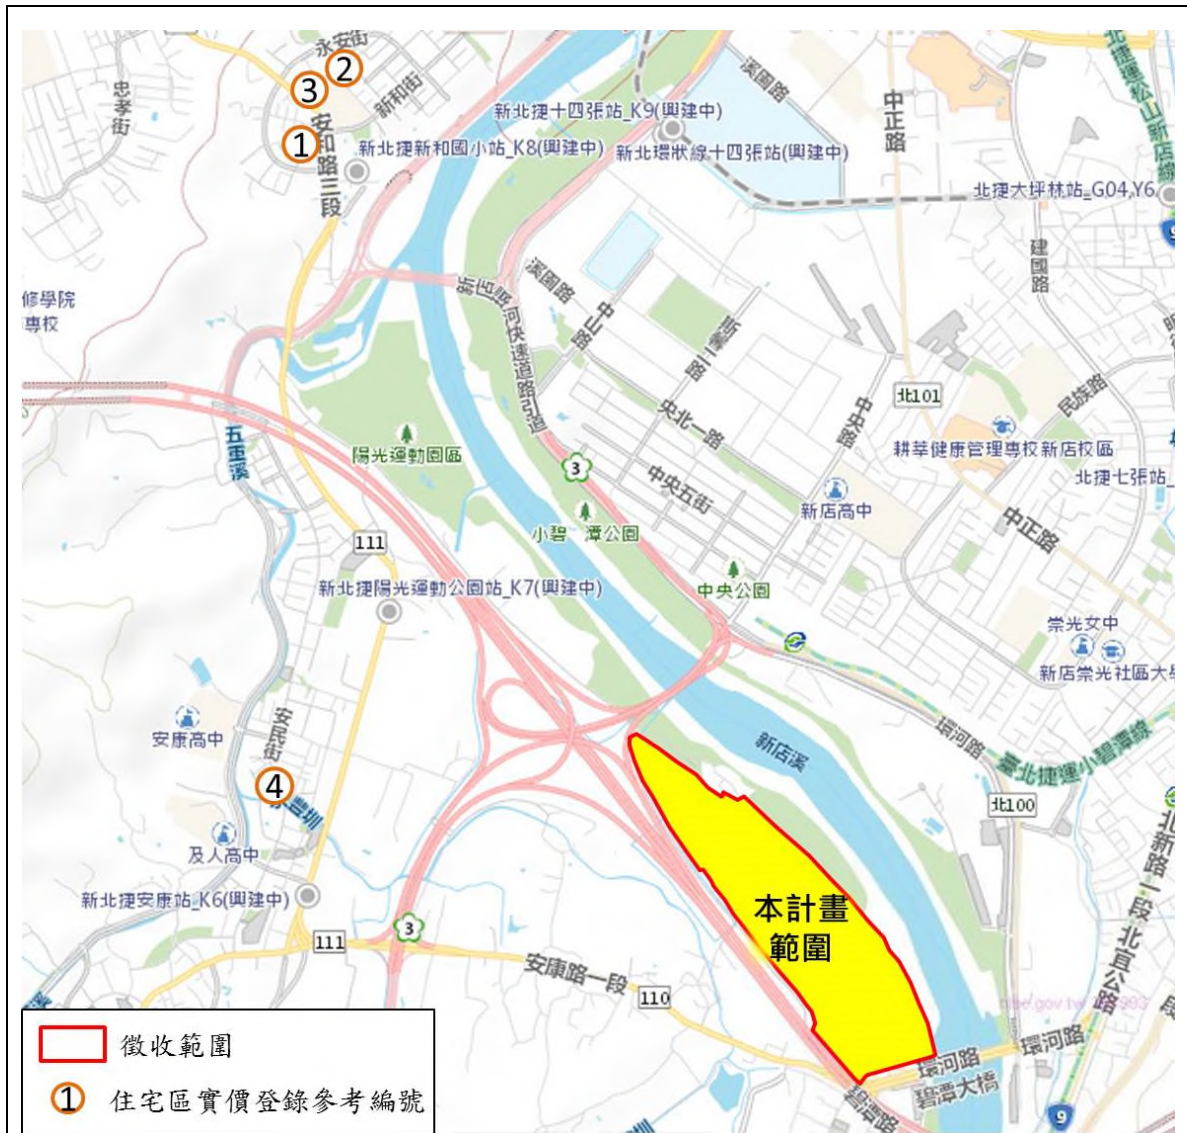 永安街
忠孝街
②
③
新和街
①
安和路三段
新北捷新和國小站_K8(興建中)
新北捷十四張站_K9(興建中)
新北環狀線十四張站(興建中)
溪園路
中正路
北捷松山新店線
北捷大坪林站_G04,Y6
9
建國路
修學院
專校
溪園路
中山路
斯馨二路
央北一路
中央路
北101
民族路
耕莘健康管理專校新店校區
北捷七張站_
五重溪
陽光運動園區
3
中央五街
新店高中
中正路
小碧潭公園
111
新北捷陽光運動公園站_K7(興建中)
中央公園
崇光女中
新店崇光社區大學
安康高中
安民街
新店溪
環河路
臺北捷運小碧潭線
④
北100
及人高中
新北捷安康站_K6(興建中)
本計畫
範圍
北新路一段
北宜公路
111
3
安康路一段
110
環河路
環河路
碧潭大橋
碧潭路
9
徵收範圍
① 住宅區實價登錄參考編號